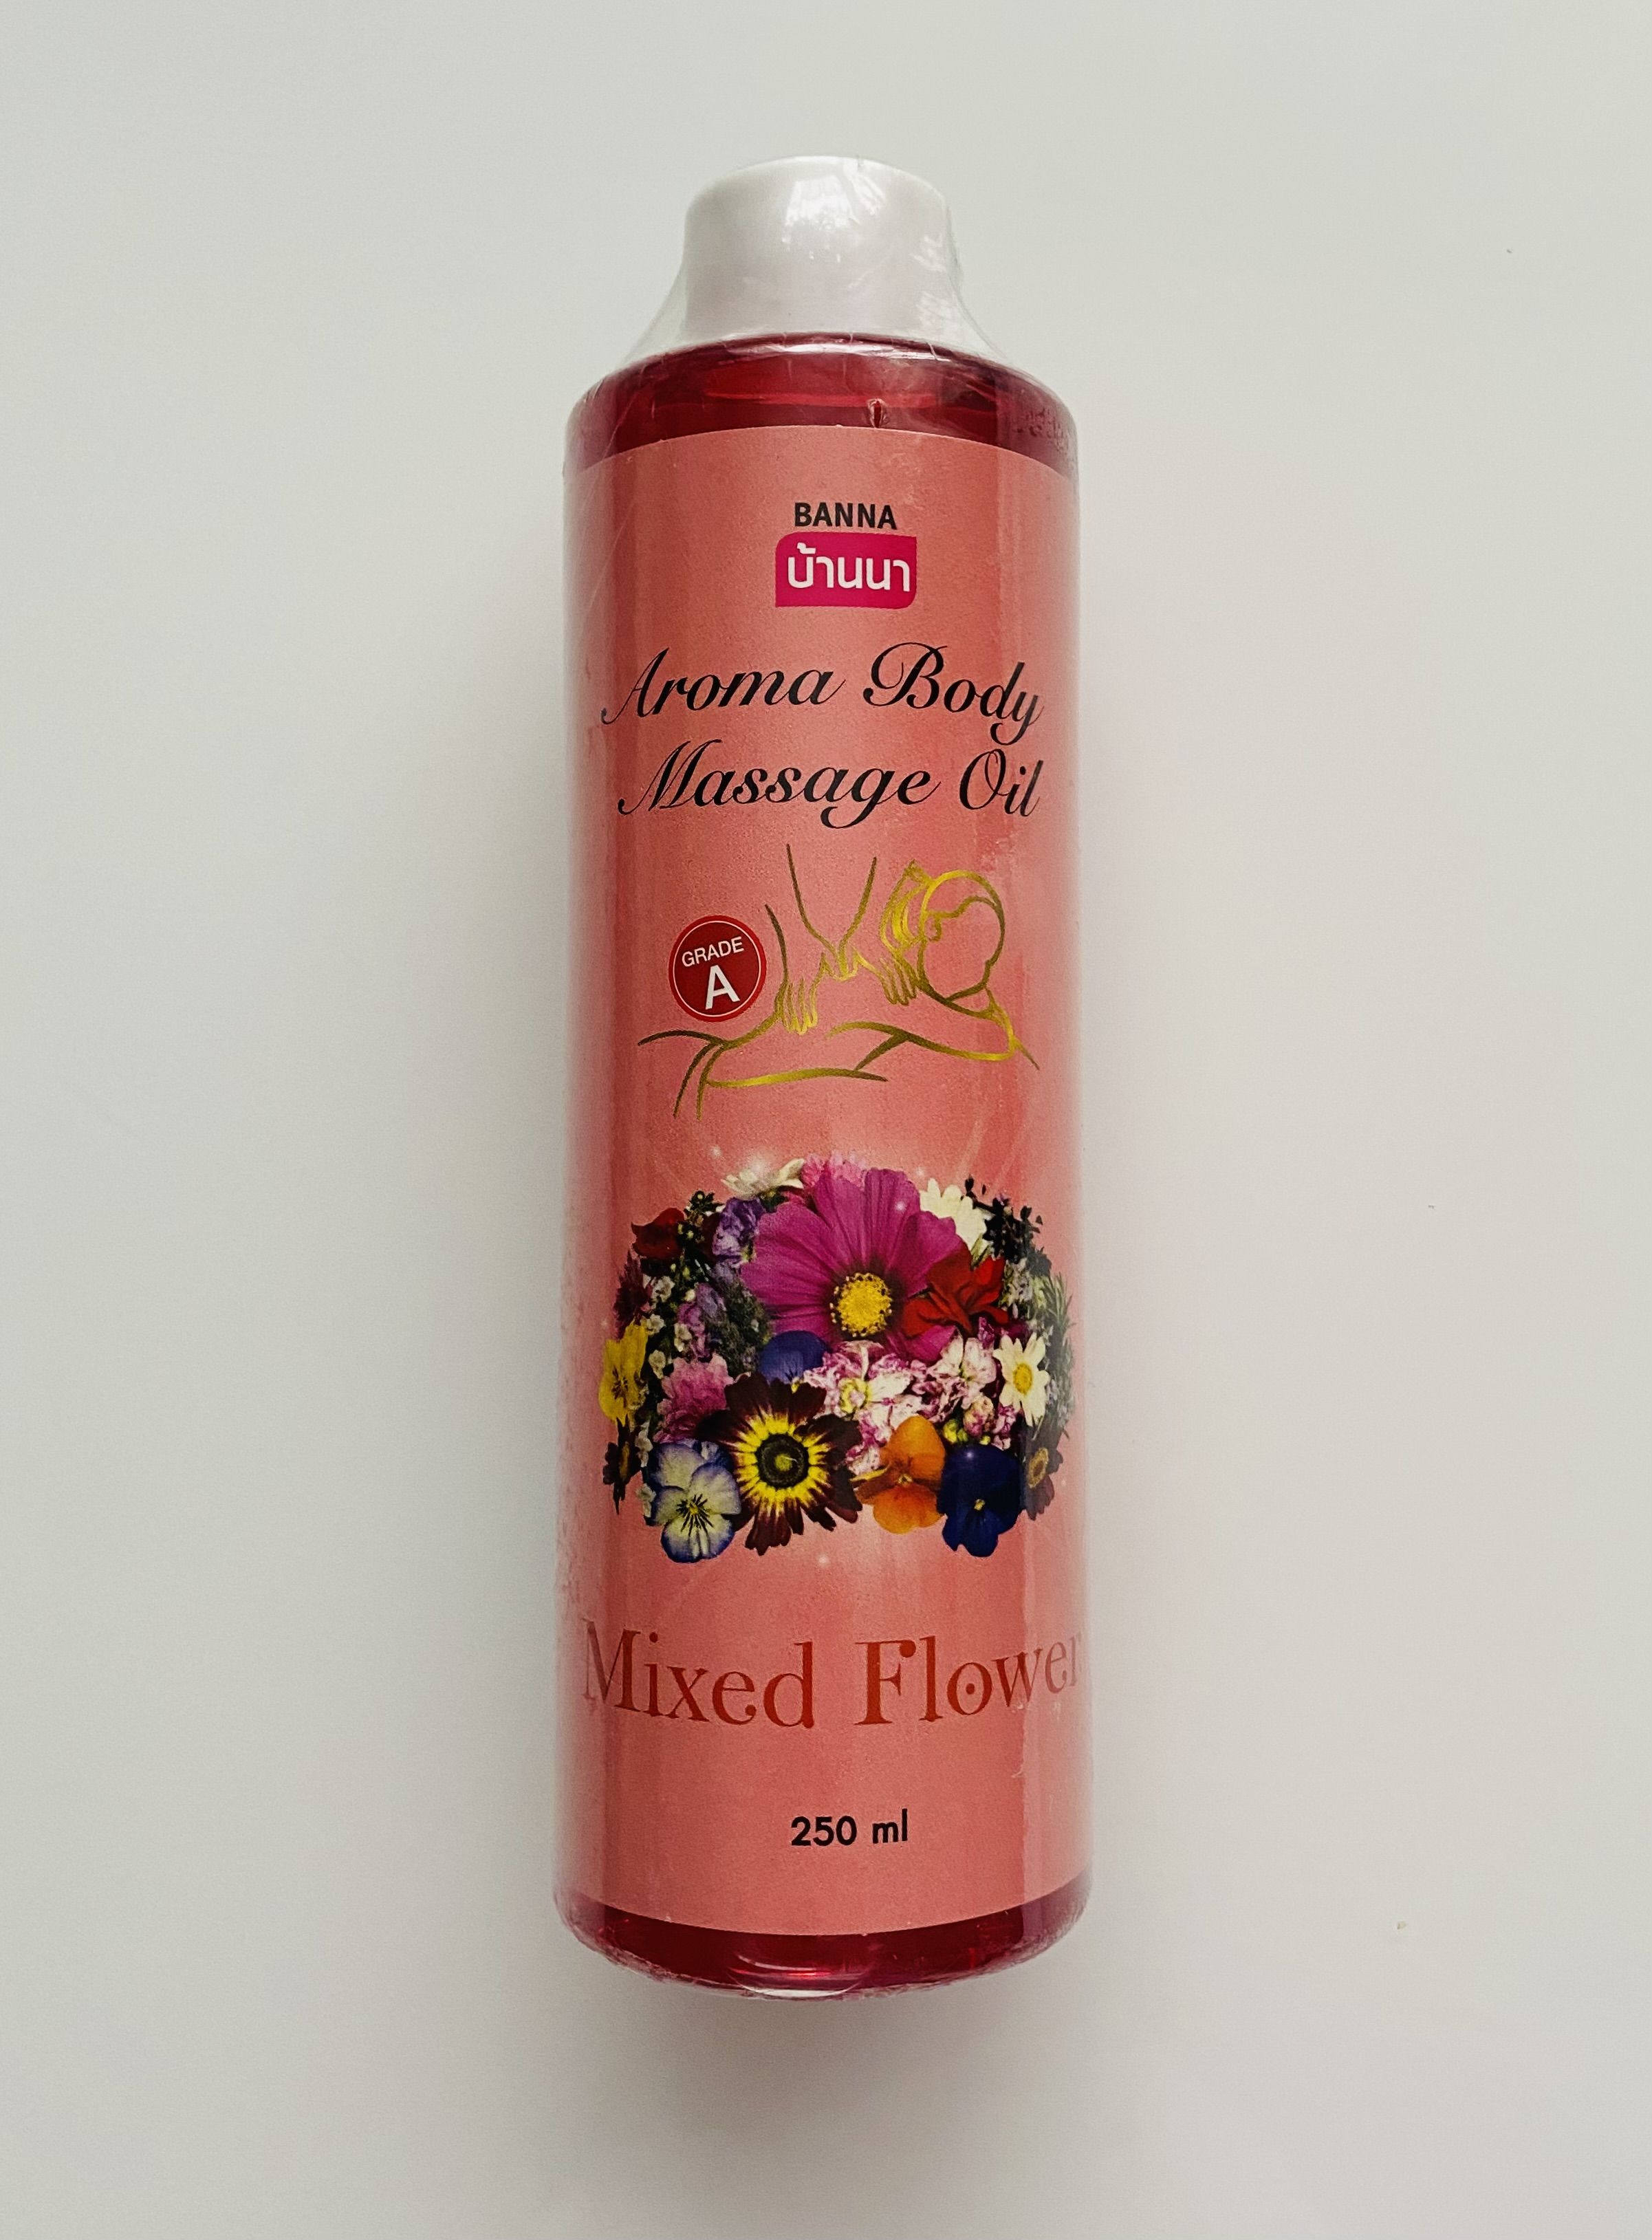 BANNA
บ้านนา
Aroma Body
Massage Oil
GRADE
A
Mixed Flower
250 ml